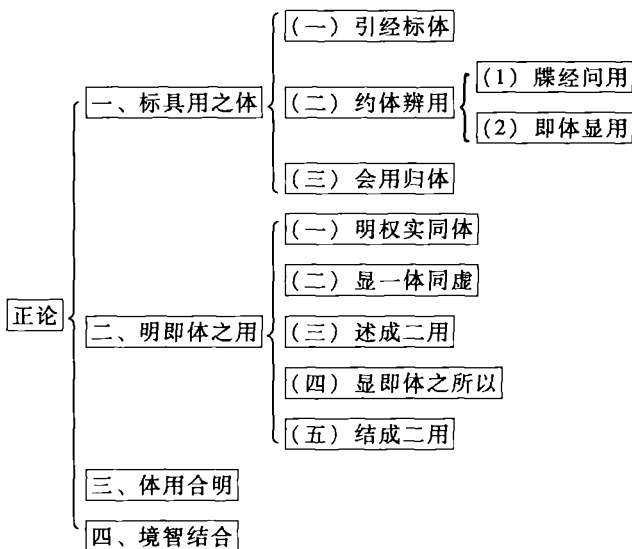 正论
一、标具用之体
(一) 引经标体
(二) 约体辨用
(1) 牒经问用
(2) 即体显用
(三) 会用归体
二、明即体之用
(一) 明权实同体
(二) 显一体同虚
(三) 述成二用
(四) 显即体之所以
(五) 结成二用
三、体用合明
四、境智结合